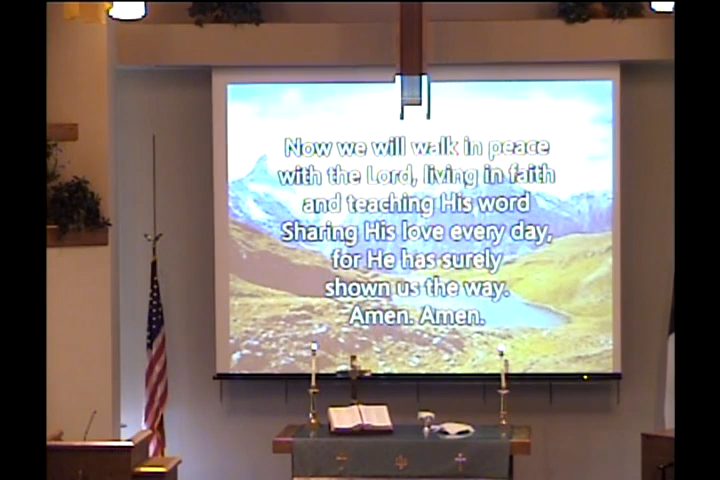 Now we will walk in peace
with the Lord, living in faith
and teaching His word
Sharing His love every day,
for He has surely
shown us the way.
Amen. Amen.